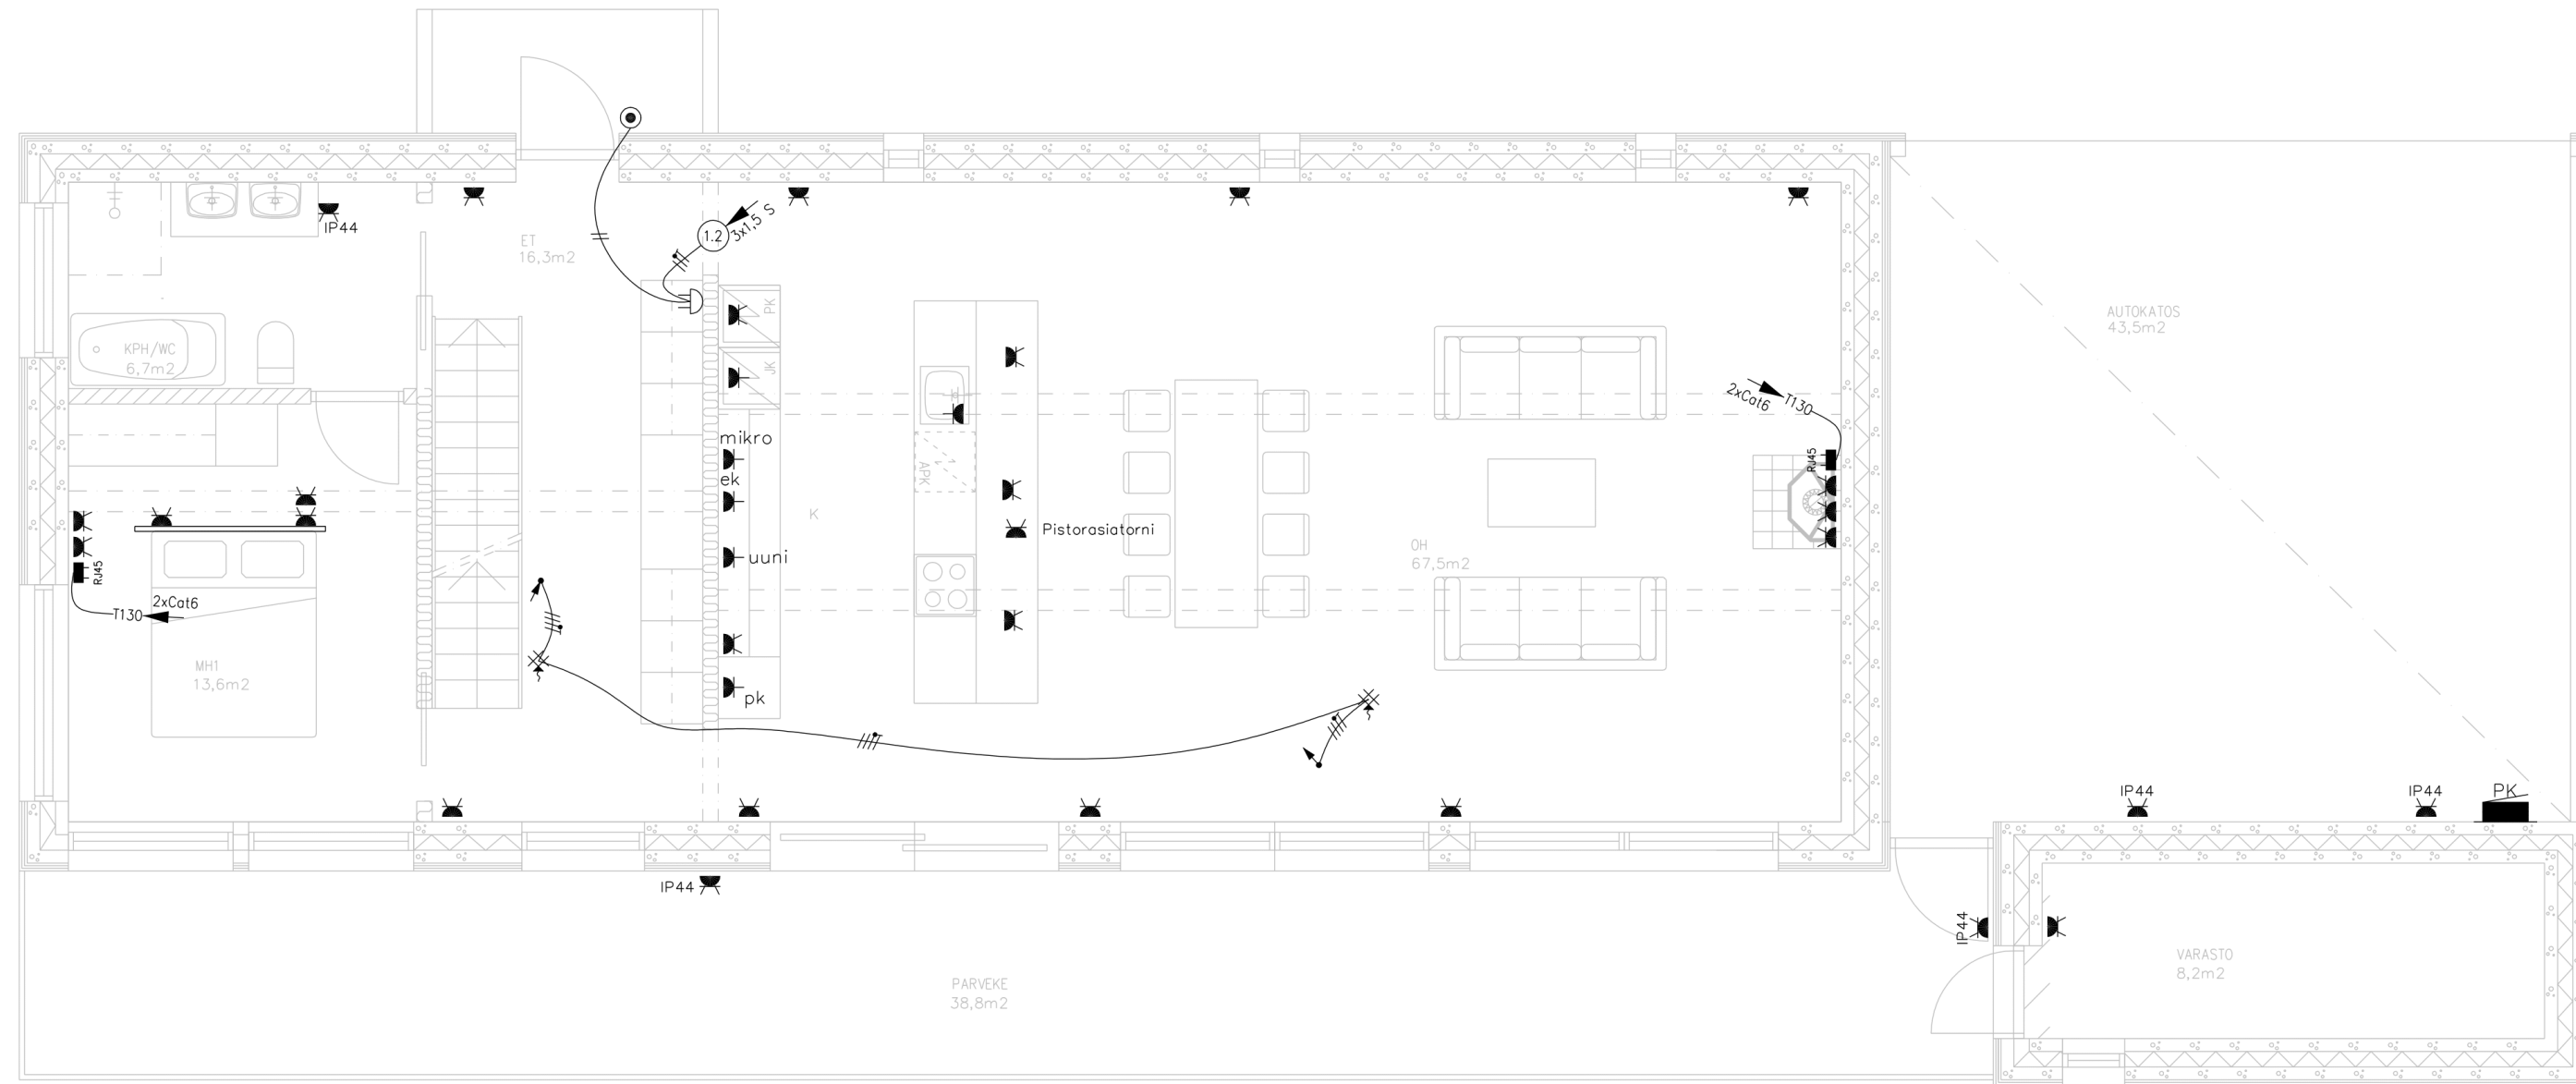 IP44
ET
16,3m2
1.2
3x1,5 S
PK
JK
KPH/WC
6,7m2
AUTOKATOS
43,5m2
2xCat6
T130
RJ45
mikro
ek
APK
K
Pistorasiatorni
uuni
OH
67,5m2
RJ45
2xCat6
T130
MH1
13,6m2
pk
IP44
IP44
PK
IP44
IP44
VARASTO
8,2m2
PARVEKE
38,8m2